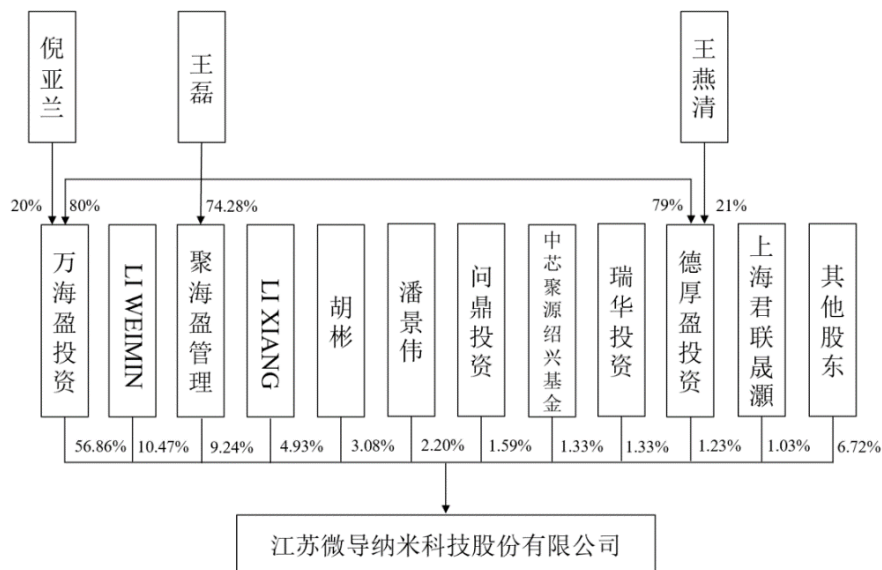 倪亚兰
王磊
王燕清
20%
80%
74.28%
79%
21%
万海盈投资
LI WEIMIN
聚海盈管理
LI XIANG
胡彬
潘景伟
问鼎投资
中芯聚源绍兴基金
瑞华投资
德厚盈投资
上海君联晟灏
其他股东
56.86%
10.47%
9.24%
4.93%
3.08%
2.20%
1.59%
1.33%
1.33%
1.23%
1.03%
6.72%
江苏微导纳米科技股份有限公司